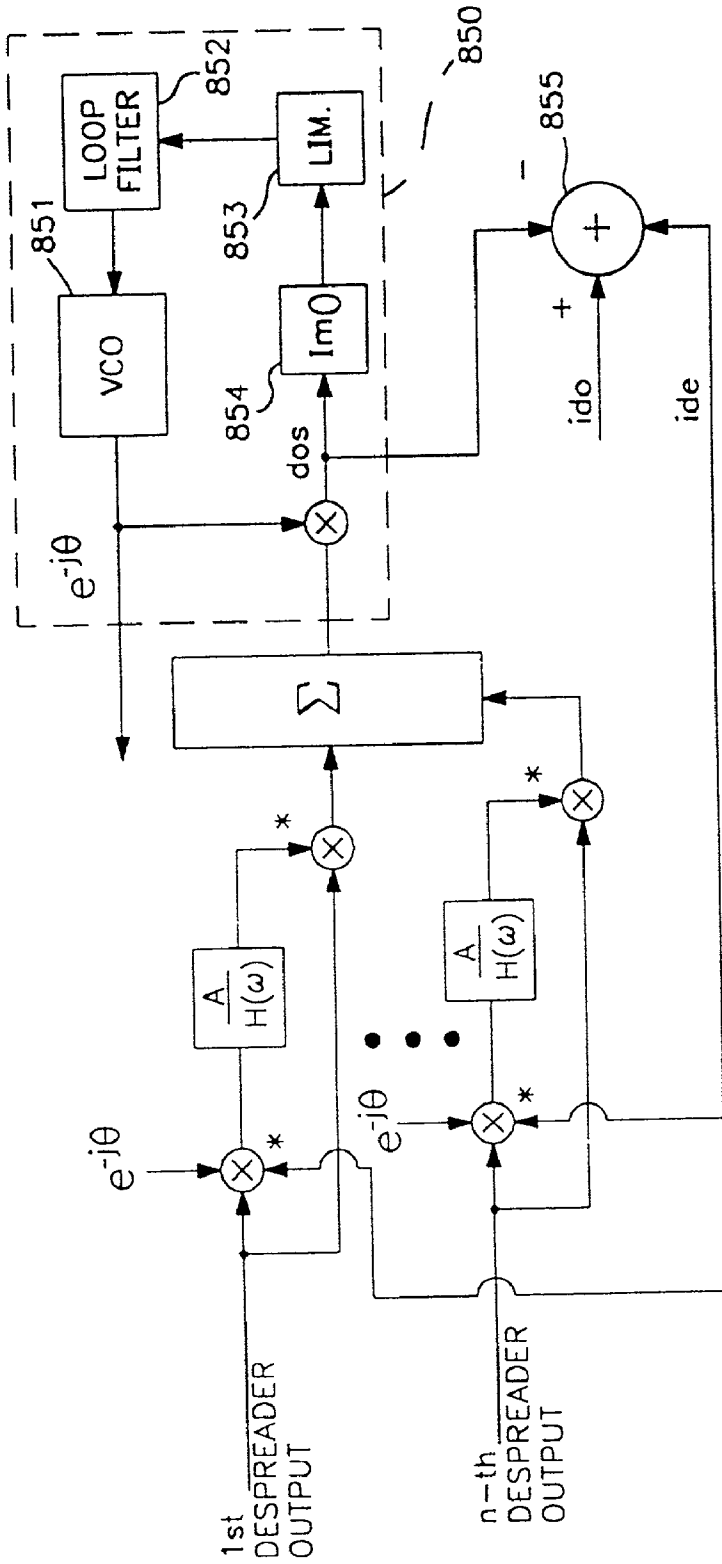 851
852
LOOP
FILTER
VCO
LIM.
853
854
Im()
850
e-jθ
dos
×
Σ
855
−
+
+
ido
ide
*
×
A
H(ω)
e-jθ
×
*
1st
DESPREADER
OUTPUT
*
×
A
H(ω)
e-jθ
×
*
n-th
DESPREADER
OUTPUT